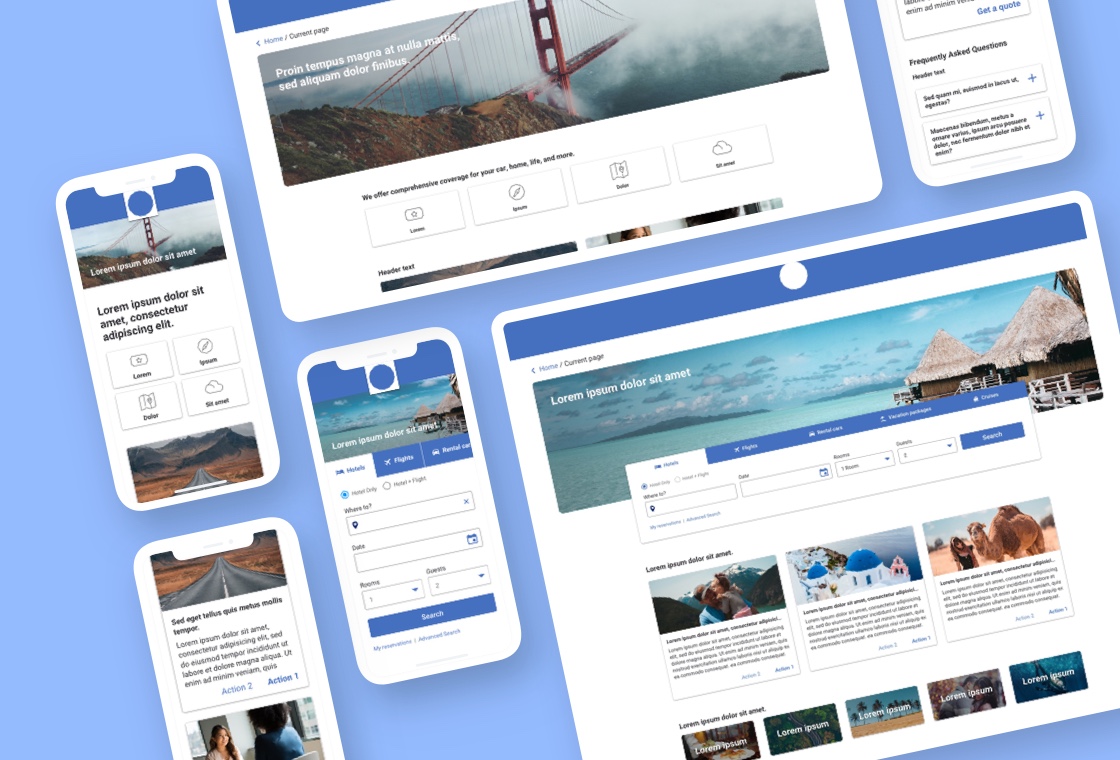 Home / Current page
Proin tempus magna at nulla mattis,
sed aliquam dolor finibus.
We offer comprehensive coverage for your car, home, life, and more.
Lorem
Ipsum
Dolor
Sit amet
Header text
enim ad minim
Get a quote
Frequently Asked Questions
Header text
Sed quam mi, euismod in lacus ut,
egestas?
Maecenas bibendum, metus a
ornare varius, ipsum arcu posuere
dolor, nec fermentum dolor nibh et
enim?
Lorem ipsum dolor sit amet
Lorem ipsum dolor sit
amet, consectetur
adipiscing elit.
Lorem
Ipsum
Dolor
Sit amet
Lorem ipsum dolor sit amet
Hotels
Flights
Rental car
Hotel Only
Hotel + Flight
Where to?
Date
Rooms
Guests
1
2
Search
My reservations | Advanced Search
Home / Current page
Lorem ipsum dolor sit amet
Hotels
Flights
Rental cars
Vacation packages
Cruises
Hotel Only
Hotel + Flight
Where to?
Date
Rooms
Guests
1 Room
2
Search
My reservations | Advanced Search
Lorem ipsum dolor sit amet.
Lorem ipsum dolor sit amet, consectetur adipisici...
Lorem ipsum dolor sit amet, consectetur adipisici
elit, sed eiusmod tempor incididunt ut labore et
dolore magna aliqua. Ut enim ad minim veniam, quis
nostrud exercitation ullamco laboris nisi ut aliquip ex
ea commodo consequat.
Action 2
Action 1
Lorem ipsum dolor sit amet, consectetur adipisici...
Lorem ipsum dolor sit amet, consectetur adipisici
elit, sed eiusmod tempor incididunt ut labore et
dolore magna aliqua. Ut enim ad minim veniam, quis
nostrud exercitation ullamco laboris nisi ut aliquip ex
ea commodo consequat.
Action 2
Action 1
Lorem ipsum dolor sit amet, consectetur adipisici...
Lorem ipsum dolor sit amet, consectetur adipisici
elit, sed eiusmod tempor incididunt ut labore et
dolore magna aliqua. Ut enim ad minim veniam, quis
nostrud exercitation ullamco laboris nisi ut aliquip ex
ea commodo consequat.
Action 2
Action 1
Lorem ipsum dolor sit amet.
Lorem ipsum
Lorem ipsum
Lorem ipsum
Lorem ipsum
Lorem ipsum
Sed eget tellus quis metus mollis
tempor.
Lorem ipsum dolor sit amet,
consectetur adipiscing elit, sed
do eiusmod tempor incididunt ut
labore et dolore magna aliqua. Ut
enim ad minim veniam, quis
Action 2
Action 1